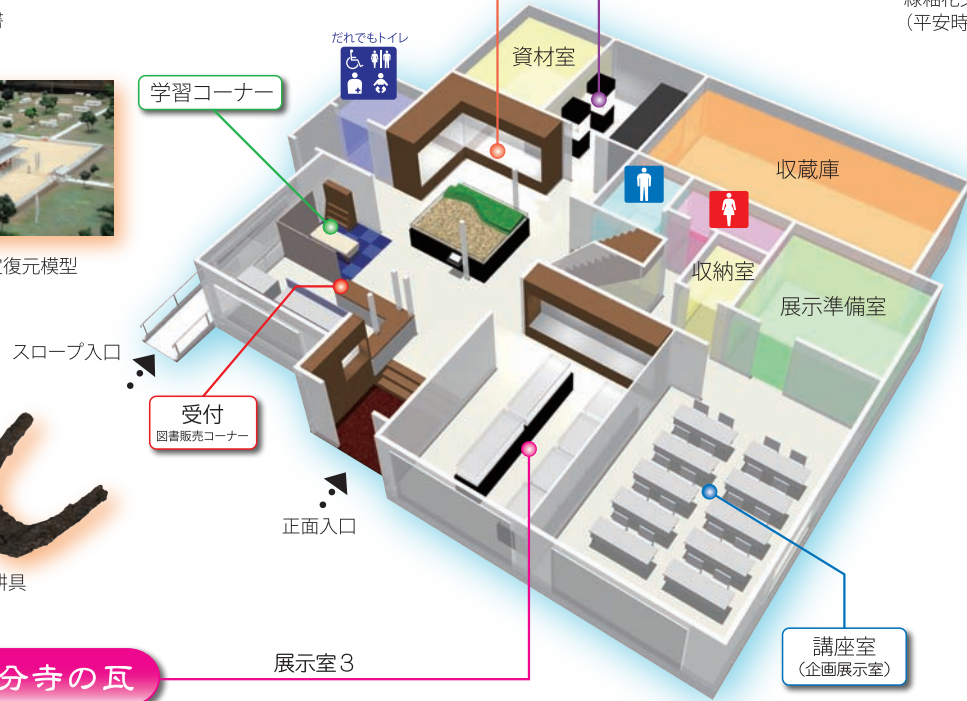 (平安時
だれでもトイレ
資材室
学習コーナー
収蔵庫
復元模型
収納室
展示準備室
スロープ入口
受付
図書販売コーナー
正面入口
講座室
(企画展示室)
展示室3
分寺の瓦